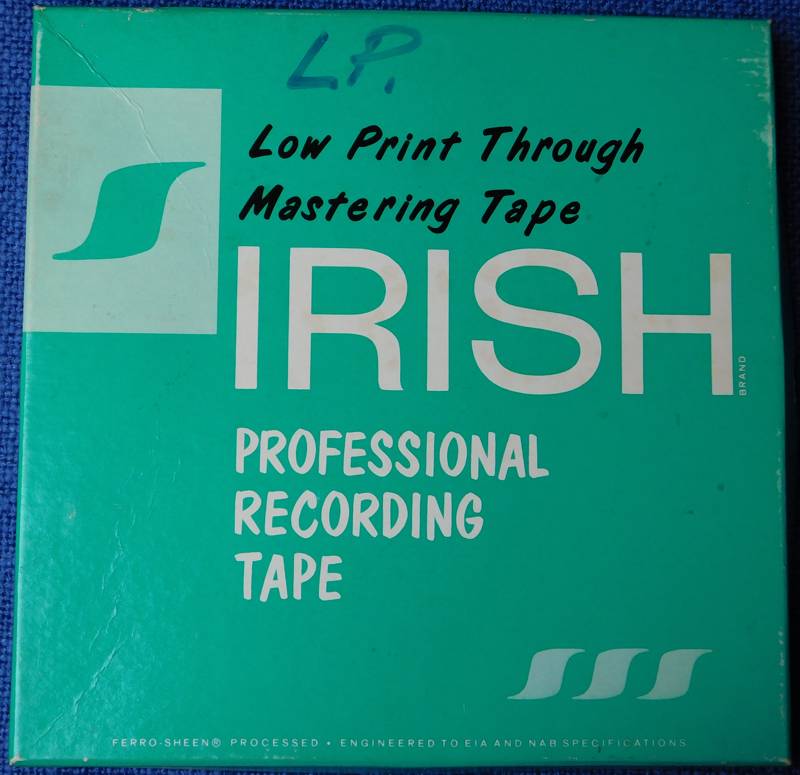 L.P.
Low Print Through
Mastering Tape
IRISH
BRAND
PROFESSIONAL
RECORDING
TAPE
FERRO-SHEEN® PROCESSED • ENGINEERED TO EIA AND NAB SPECIFICATIONS